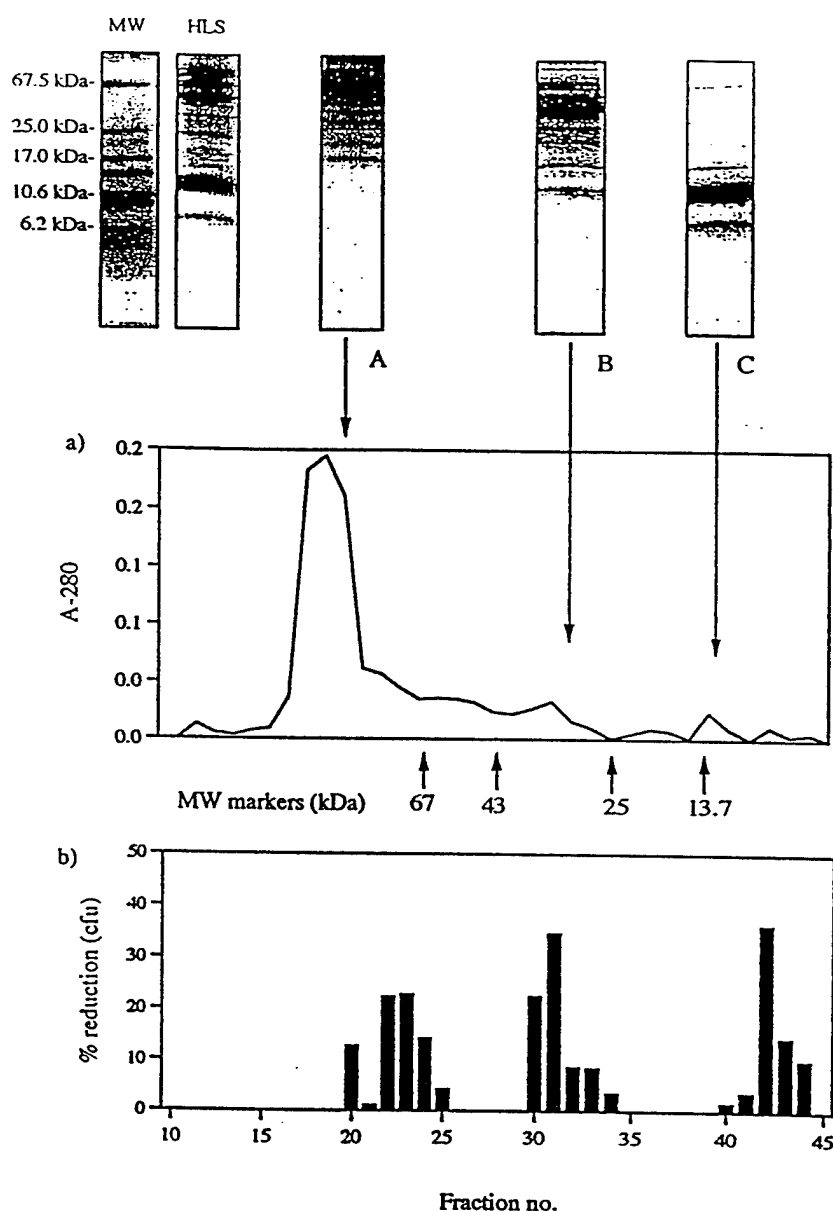 MW HLS
67.5 kDa-
25.0 kDa-
17.0 kDa-
10.6 kDa-
6.2 kDa-
A B C
a)
0.2
0.2
0.1
0.1
0.0
0.0
A-280
MW markers (kDa) 67 43 25 13.7
b)
50
40
30
20
10
0
% reduction (cfu)
10 15 20 25 30 35 40 45
Fraction no.